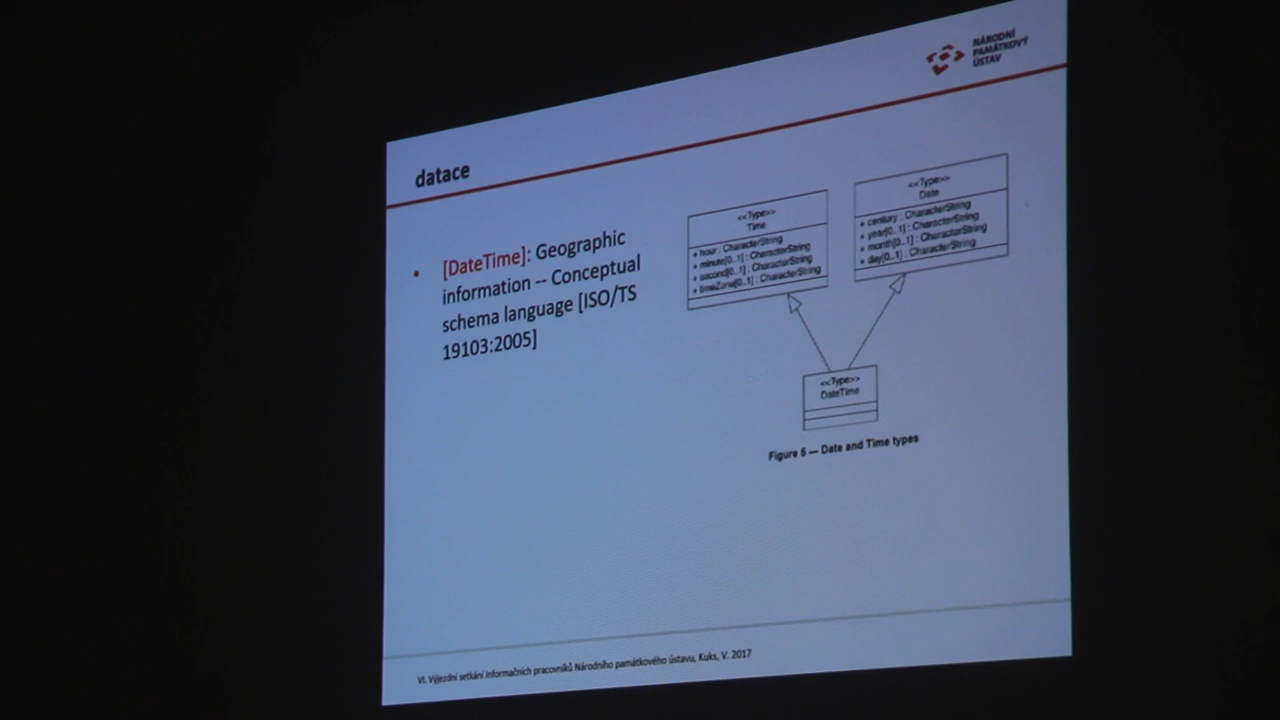 NÁRODNÍ
PAMÁTKOVÝ
ÚSTAV
datace
• [DateTime]: Geographic
information -- Conceptual
schema language [ISO/TS
19103:2005]
<<Type>>
Time
+ hour : CharacterString
+ minute[0..1] : CharacterString
+ second[0..1] : CharacterString
+ timeZone[0..1] : CharacterString
<<Type>>
Date
+ century : CharacterString
+ year[0..1] : CharacterString
+ month[0..1] : CharacterString
+ day[0..1] : CharacterString
<<Type>>
DateTime
Figure 5 — Date and Time types
VI. Výjezdní setkání informačních pracovníků Národního památkového ústavu, Kuks, V. 2017